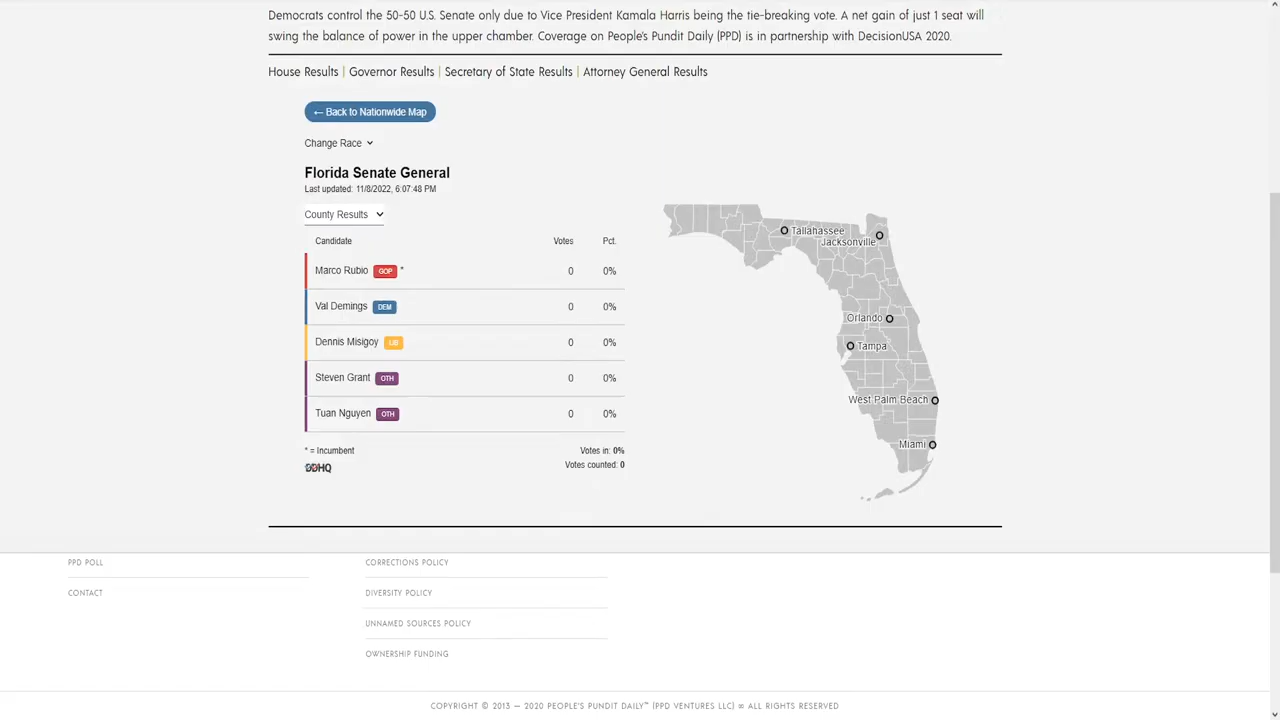 Democrats control the 50-50 U.S. Senate only due to Vice President Kamala Harris being the tie-breaking vote. A net gain of just 1 seat will
swing the balance of power in the upper chamber. Coverage on People's Pundit Daily (PPD) is in partnership with DecisionUSA 2020.
House Results | Governor Results | Secretary of State Results | Attorney General Results
← Back to Nationwide Map
Change Race
Florida Senate General
Last updated: 11/8/2022, 6:07:48 PM
County Results
Candidate Votes Pct.
Marco Rubio GOP * 0 0%
Val Demings DEM 0 0%
Dennis Misigoy LIB 0 0%
Steven Grant OTH 0 0%
Tuan Nguyen OTH 0 0%
* = Incumbent Votes in: 0%
DDHQ Votes counted: 0
Tallahassee
Jacksonville
Orlando
Tampa
West Palm Beach
Miami
PPD POLL
CONTACT
CORRECTIONS POLICY
DIVERSITY POLICY
UNNAMED SOURCES POLICY
OWNERSHIP FUNDING
COPYRIGHT © 2013 — 2020 PEOPLE'S PUNDIT DAILY™ (PPD VENTURES LLC) ∞ ALL RIGHTS RESERVED